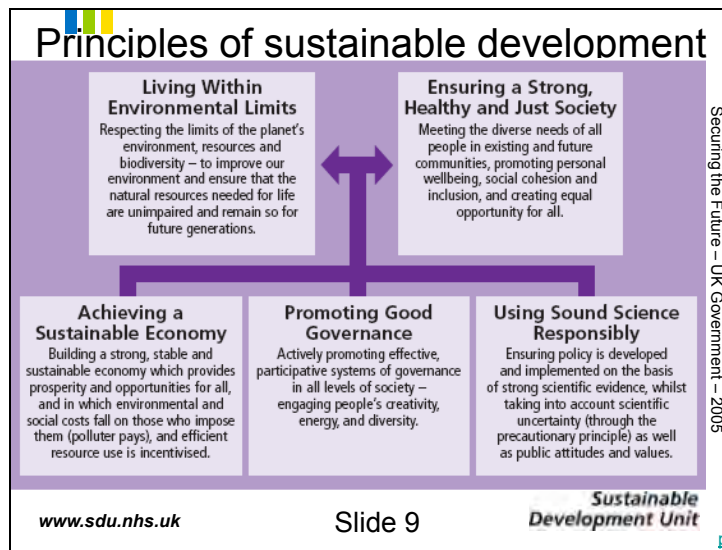 Principles of sustainable development
Living Within
Environmental Limits
Respecting the limits of the planet's
environment, resources and
biodiversity – to improve our
environment and ensure that the
natural resources needed for life
are unimpaired and remain so for
future generations.
Ensuring a Strong,
Healthy and Just Society
Meeting the diverse needs of all
people in existing and future
communities, promoting personal
wellbeing, social cohesion and
inclusion, and creating equal
opportunity for all.
Achieving a
Sustainable Economy
Building a strong, stable and
sustainable economy which provides
prosperity and opportunities for all,
and in which environmental and
social costs fall on those who impose
them (polluter pays), and efficient
resource use is incentivised.
Promoting Good
Governance
Actively promoting effective,
participative systems of governance
in all levels of society –
engaging people's creativity,
energy, and diversity.
Using Sound Science
Responsibly
Ensuring policy is developed
and implemented on the basis
of strong scientific evidence, whilst
taking into account scientific
uncertainty (through the
precautionary principle) as well
as public attitudes and values.
Securing the Future – UK Government – 2005
www.sdu.nhs.uk
Slide 9
Sustainable
Development Unit